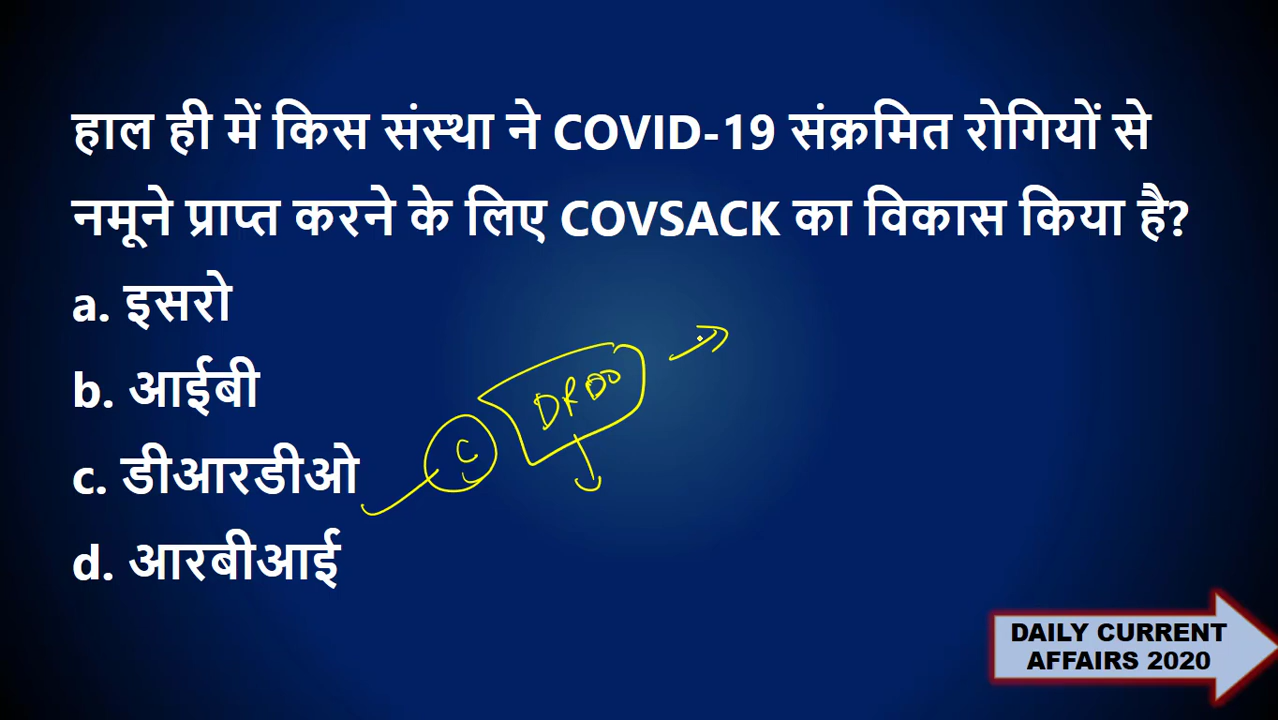 हाल ही में किस संस्था ने COVID-19 संक्रमित रोगियों से
नमूने प्राप्त करने के लिए COVSACK का विकास किया है?
a. इसरो
b. आईबी
DRDO
c. डीआरडीओ
C
d. आरबीआई
DAILY CURRENT
AFFAIRS 2020